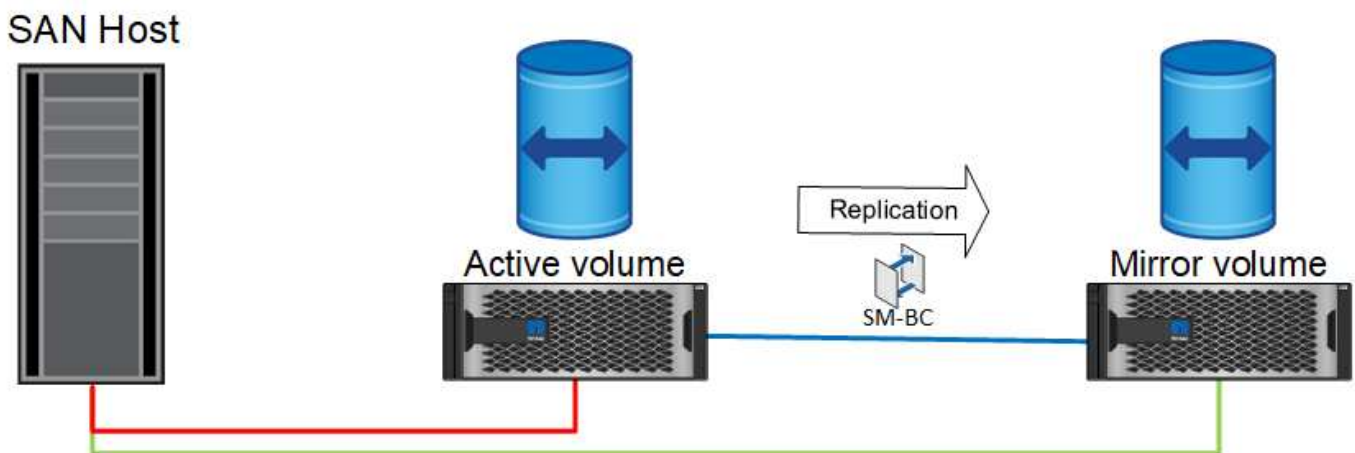 SAN Host
Replication
Active volume
SM-BC
Mirror volume